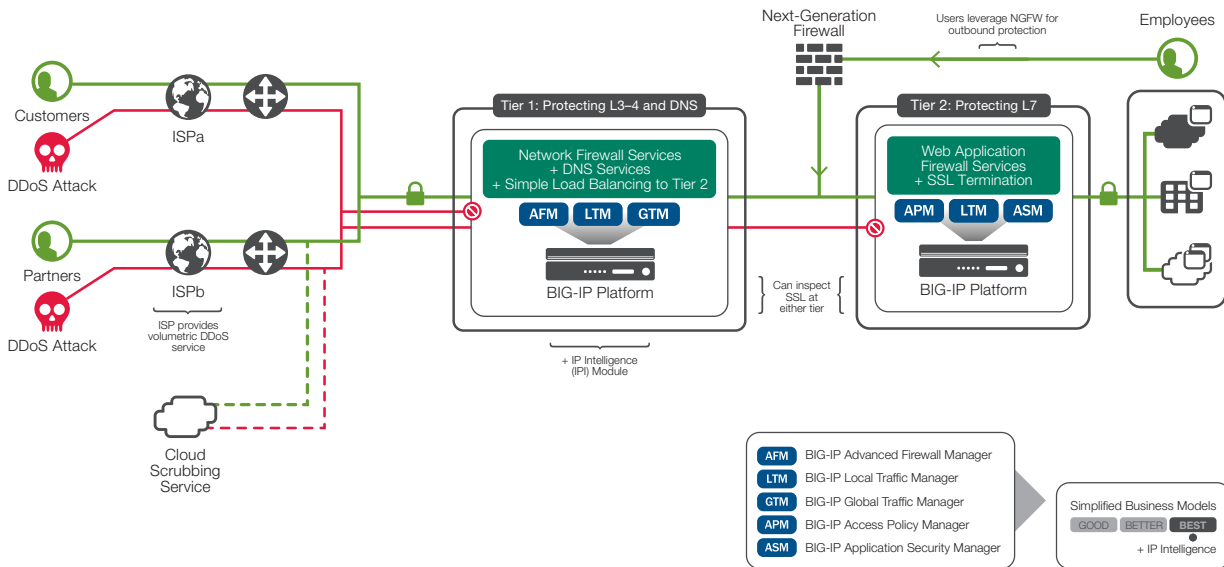 Next-Generation
Firewall
Users leverage NGFW for
outbound protection
Employees
Customers
ISPa
DDoS Attack
Tier 1: Protecting L3–4 and DNS
Network Firewall Services
+ DNS Services
+ Simple Load Balancing to Tier 2
AFM
LTM
GTM
BIG-IP Platform
+ IP Intelligence
(IPI) Module
Tier 2: Protecting L7
Web Application
Firewall Services
+ SSL Termination
APM
LTM
ASM
BIG-IP Platform
Can inspect
SSL at
either tier
Partners
ISPb
DDoS Attack
ISP provides
volumetric DDoS
service
Cloud
Scrubbing
Service
AFM BIG-IP Advanced Firewall Manager
LTM BIG-IP Local Traffic Manager
GTM BIG-IP Global Traffic Manager
APM BIG-IP Access Policy Manager
ASM BIG-IP Application Security Manager
Simplified Business Models
GOOD BETTER BEST
+ IP Intelligence